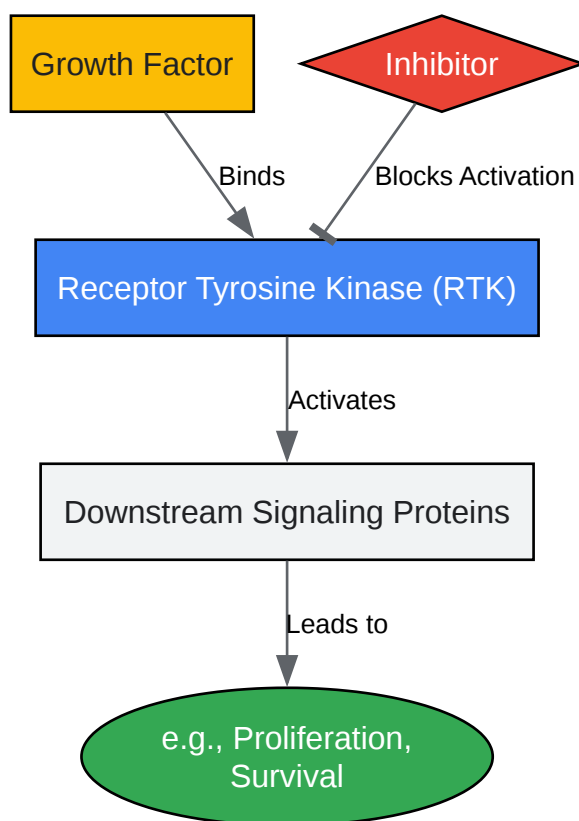 Growth Factor
Inhibitor
Binds
Blocks Activation
Receptor Tyrosine Kinase (RTK)
Activates
Downstream Signaling Proteins
Leads to
e.g., Proliferation,
Survival